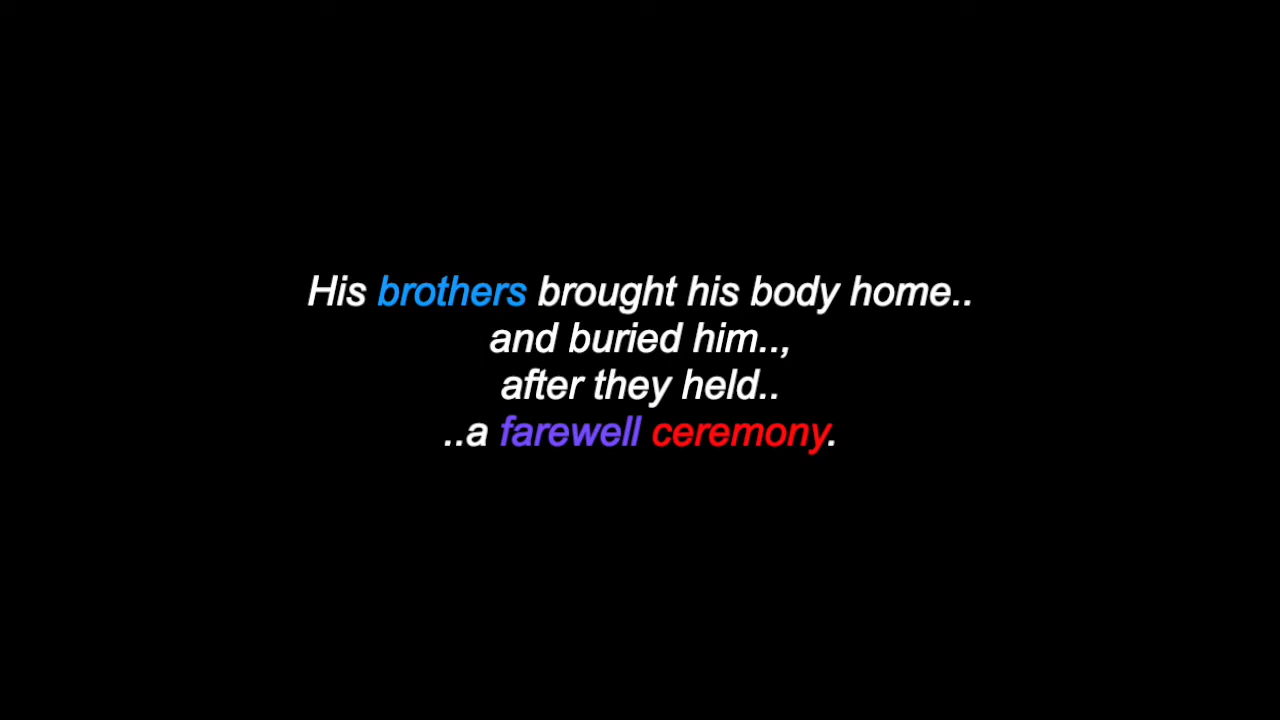 His brothers brought his body home..
and buried him..,
after they held..
..a farewell ceremony.